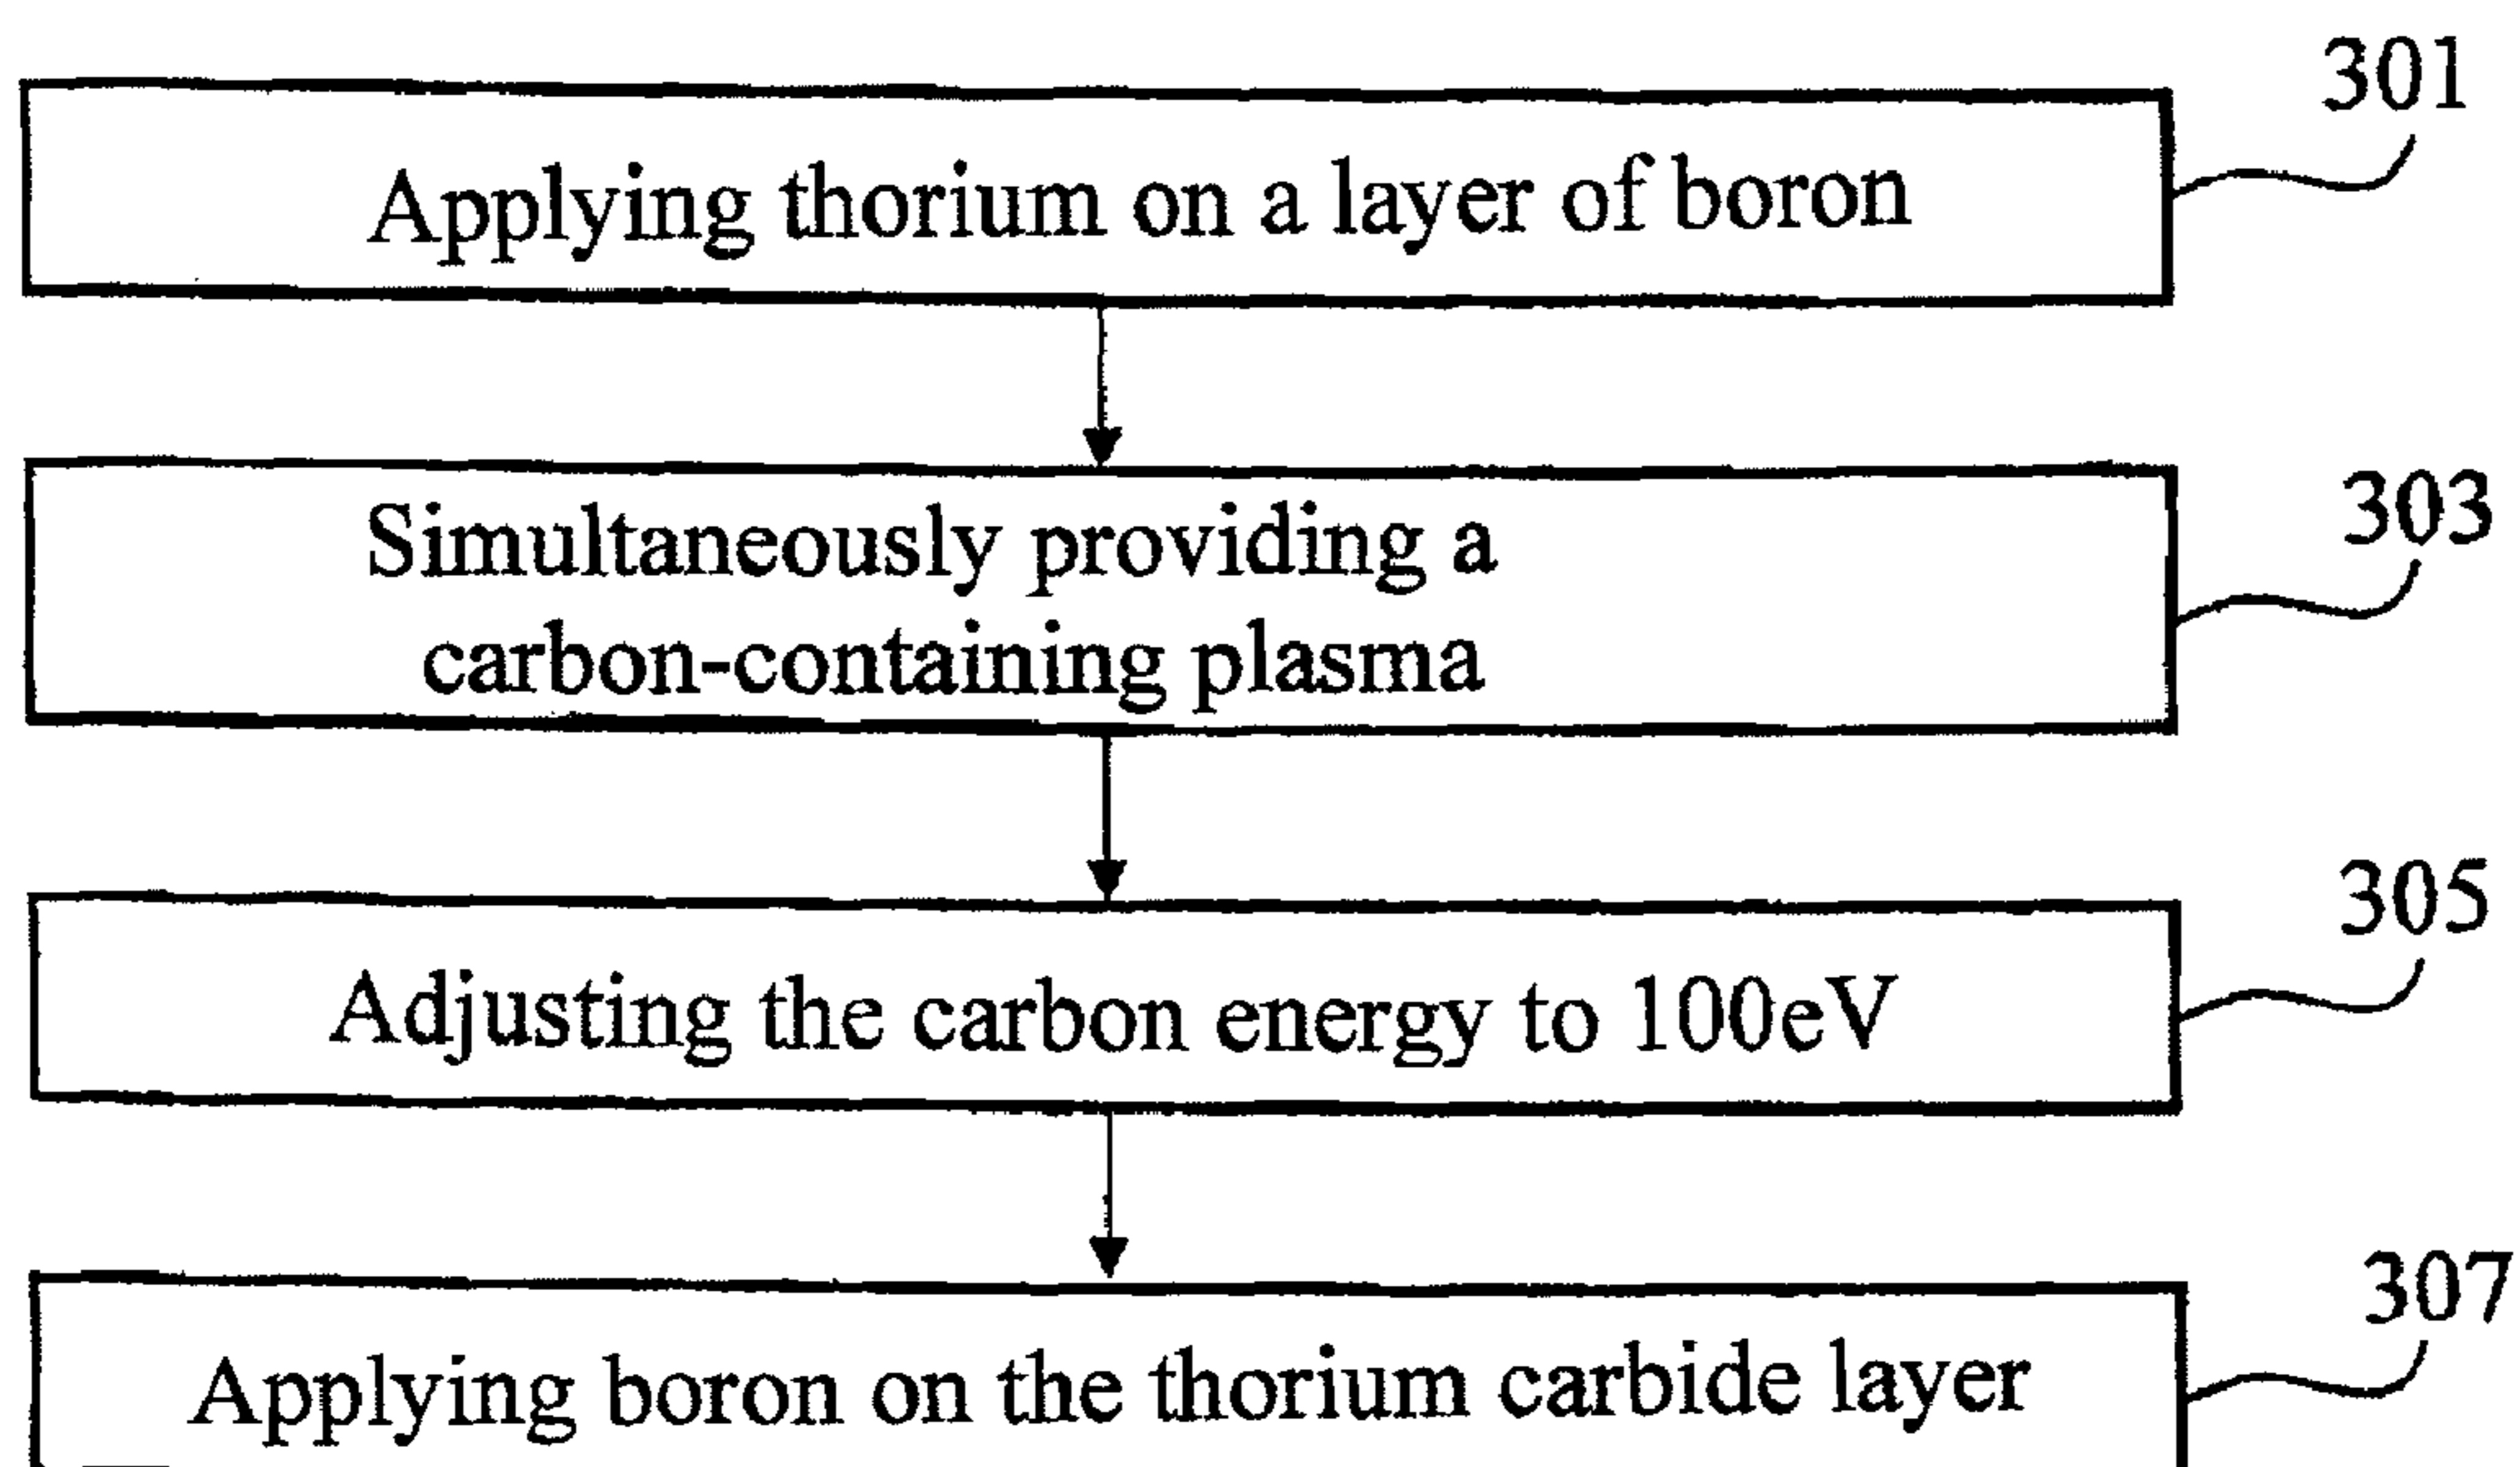 301
Applying thorium on a layer of boron
303
Simultaneously providing a
carbon-containing plasma
305
Adjusting the carbon energy to 100eV
307
Applying boron on the thorium carbide layer